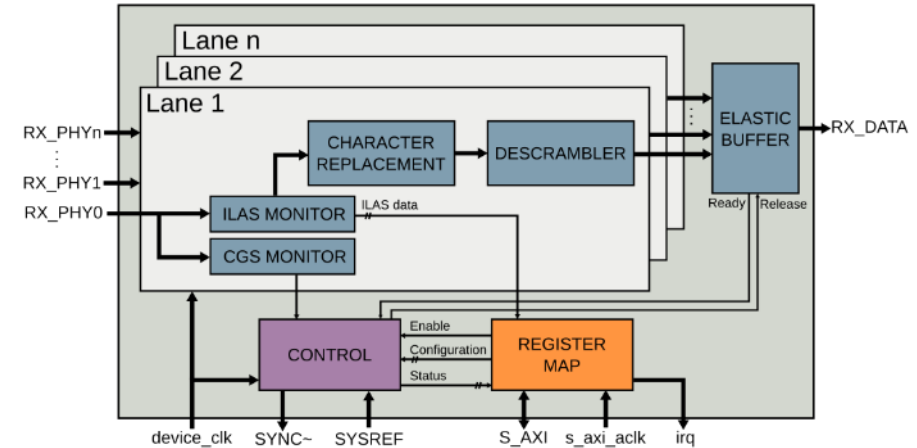 Lane n
Lane 2
Lane 1
RX_PHYn
RX_PHY1
RX_PHY0
CHARACTER
REPLACEMENT
DESCRAMBLER
ELASTIC
BUFFER
RX_DATA
ILAS MONITOR
ILAS data
CGS MONITOR
Ready
Release
CONTROL
Enable
Configuration
Status
REGISTER
MAP
device_clk
SYNC~
SYSREF
S_AXI
s_axi_aclk
irq